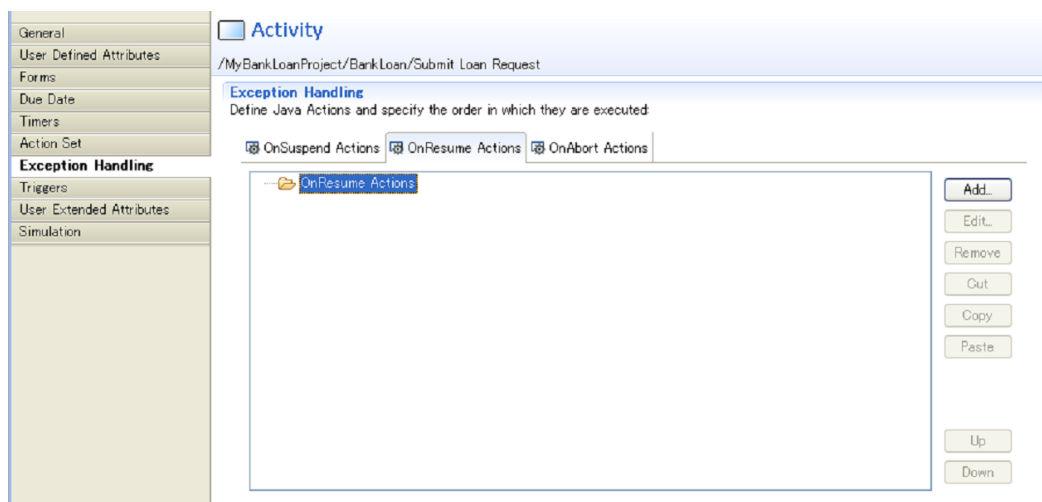 General
User Defined Attributes
Forms
Due Date
Timers
Action Set
Exception Handling
Triggers
User Extended Attributes
Simulation
Activity
/MyBankLoanProject/BankLoan/Submit Loan Request
Exception Handling
Define Java Actions and specify the order in which they are executed:
OnSuspend Actions OnResume Actions OnAbort Actions
OnResume Actions
Add...
Edit...
Remove
Cut
Copy
Paste
Up
Down